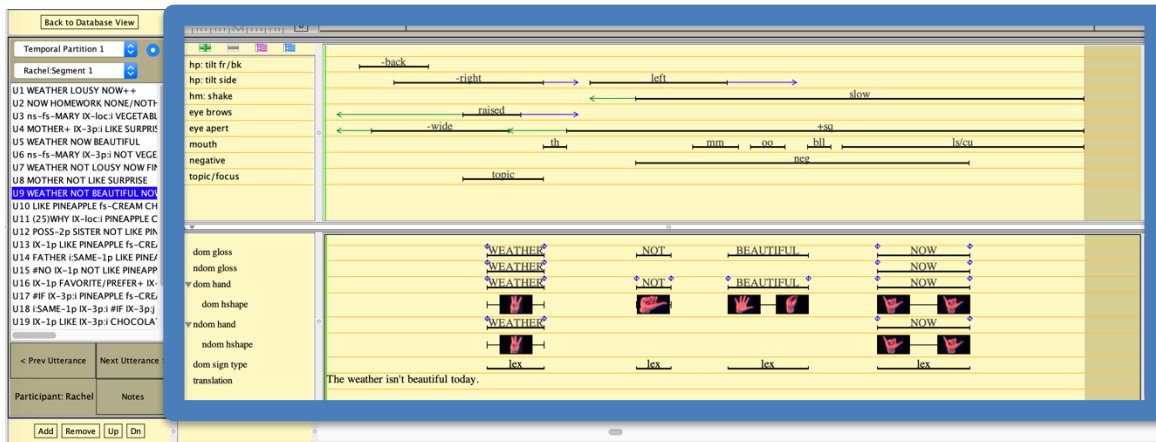 Back to Database View
Temporal Partition 1
Rachel:Segment 1
U1 WEATHER LOUSY NOW++
U2 NOW HOMEWORK NONE/NOTH
U3 ns-fs-MARY IX-loc:i VEGETABL
U4 MOTHER+ IX-3p:i LIKE SURPRIS
U5 WEATHER NOW BEAUTIFUL
U6 ns-fs-MARY IX-3p:i NOT VEGE
U7 WEATHER NOT LOUSY NOW FIN
U8 MOTHER NOT LIKE SURPRISE
U9 WEATHER NOT BEAUTIFUL NOW
U10 LIKE PINEAPPLE fs-CREAM CH
U11 (25)WHY IX-loc:i PINEAPPLE C
U12 POSS-2p SISTER NOT LIKE PIN
U13 IX-1p LIKE PINEAPPLE fs-CREA
U14 FATHER i:SAME-1p LIKE PINEA
U15 #NO IX-1p NOT LIKE PINEAPP
U16 IX-1p FAVORITE/PREFER+ IX-
U17 #IF IX-3p:i PINEAPPLE fs-CREA
U18 i:SAME-1p IX-3p:i #IF IX-3p:j
U19 IX-1p LIKE IX-3p:i CHOCOLA
< Prev Utterance
Next Utterance >
Participant: Rachel
Notes
Add Remove Up Dn
hp: tilt fr/bk -back
hp: tilt side -right left
hm: shake slow
eye brows raised
eye apert -wide +sq
mouth th mm oo bll ls/cu
negative neg
topic/focus topic
dom gloss WEATHER NOT BEAUTIFUL NOW
ndom gloss WEATHER NOW
dom hand WEATHER NOT BEAUTIFUL NOW
dom hshape
ndom hand WEATHER NOW
ndom hshape
dom sign type lex lex lex lex
translation The weather isn't beautiful today.